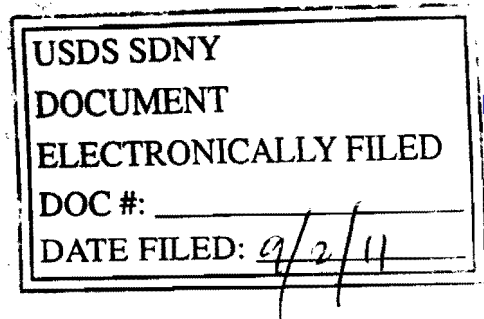 USDS SDNY
DOCUMENT
ELECTRONICALLY FILED
DOC #:
DATE FILED: 9/2/11